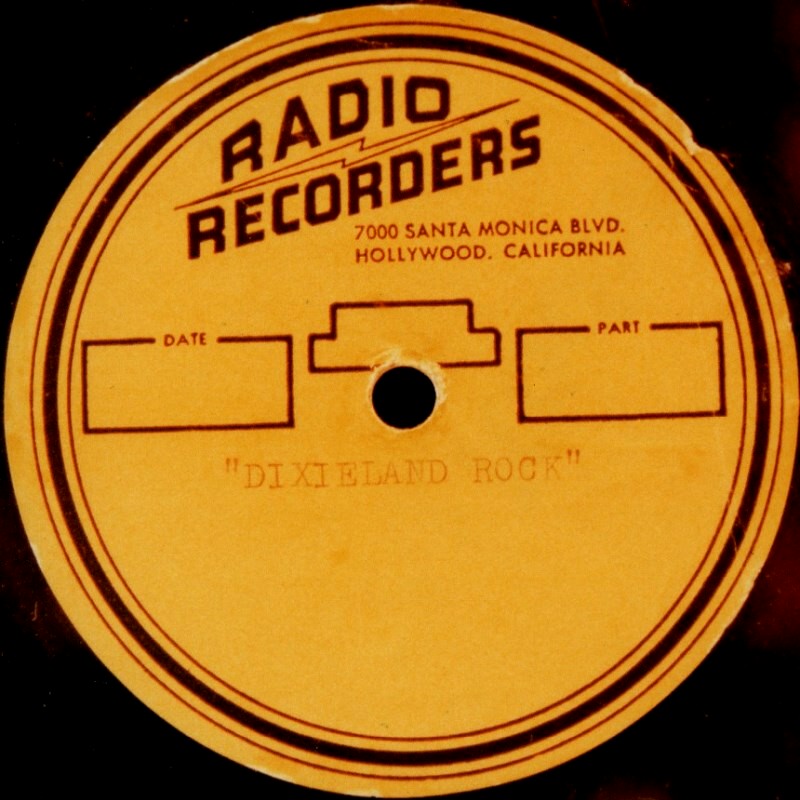 RADIO
RECORDERS
7000 SANTA MONICA BLVD.
HOLLYWOOD, CALIFORNIA
DATE
PART
"DIXIELAND ROCK"